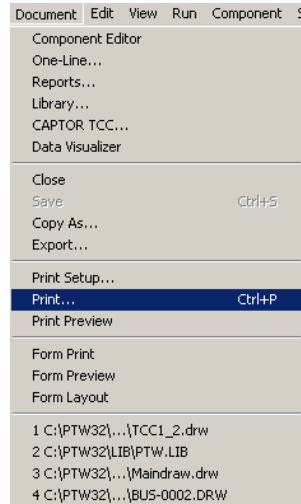 Document Edit View Run Component
Component Editor
One-Line...
Reports...
Library...
CAPTOR TCC...
Data Visualizer
Close
Save Ctrl+S
Copy As...
Export...
Print Setup...
Print... Ctrl+P
Print Preview
Form Print
Form Preview
Form Layout
1 C:\PTW32\...\TCC1_2.drw
2 C:\PTW32\LIB\PTW.LIB
3 C:\PTW32\...\Maindraw.drw
4 C:\PTW32\...\BUS-0002.DRW